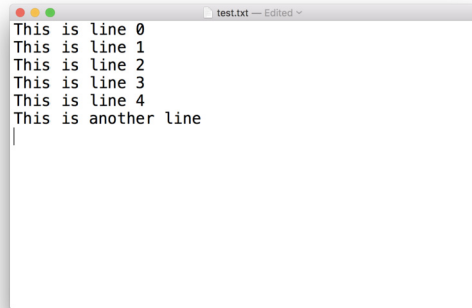 test.txt — Edited
This is line 0
This is line 1
This is line 2
This is line 3
This is line 4
This is another line